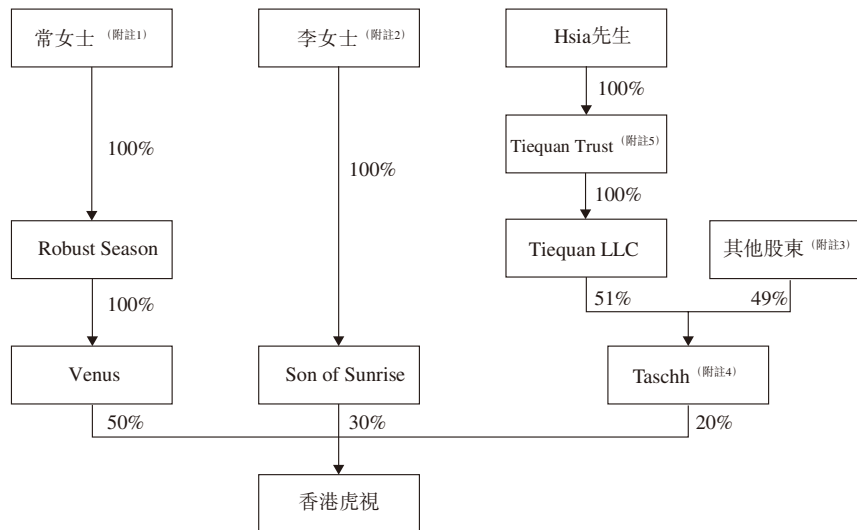 常女士（附註1）
李女士（附註2）
Hsia先生
100%
Tiequan Trust（附註5）
100%
100%
100%
Robust Season
Tiequan LLC
其他股東（附註3）
100%
51%
49%
Venus
Son of Sunrise
Taschh（附註4）
50%
30%
20%
香港虎視